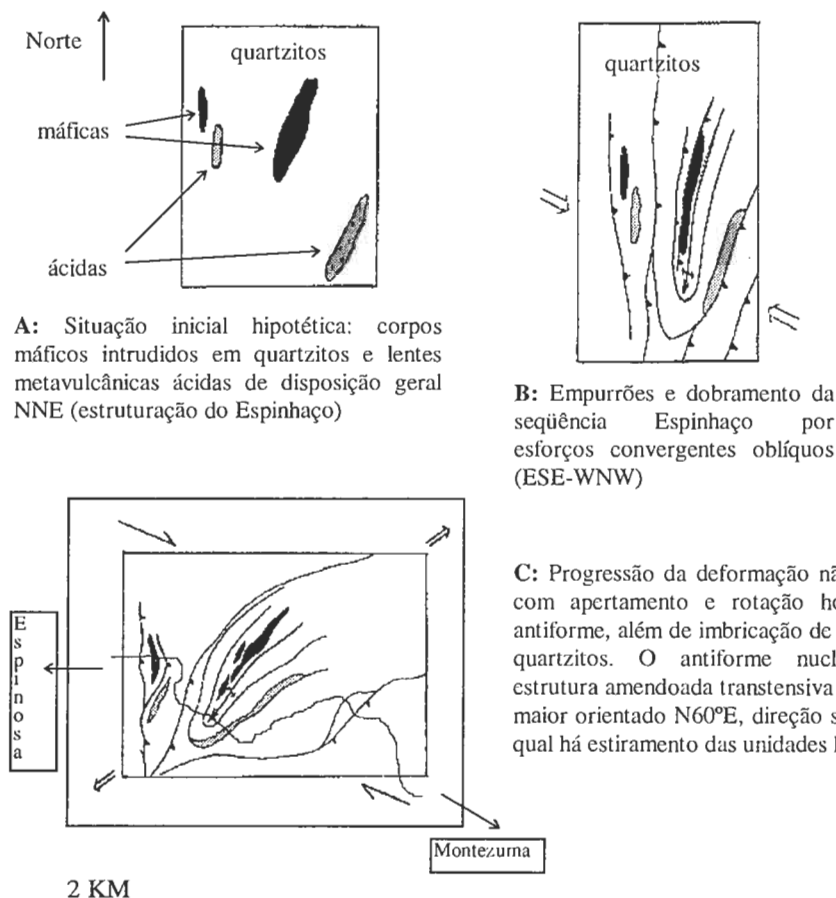 Norte
quartzitos
máficas
ácidas
A: Situação inicial hipotética: corpos
máficos intrudidos em quartzitos e lentes
metavulcânicas ácidas de disposição geral
NNE (estruturação do Espinhaço)
quartzitos
B: Empurrões e dobramento da
seqüência Espinhaço por
esforços convergentes oblíquos
(ESE-WNW)
C: Progressão da deformação
com apertamento e rotação
antiforme, além de imbricação de
quartzitos. O antiforme
estrutura amendoada transtensiva
maior orientado N60ºE, direção
qual há estiramento das unidades
Espinosa
Montezuma
2 KM